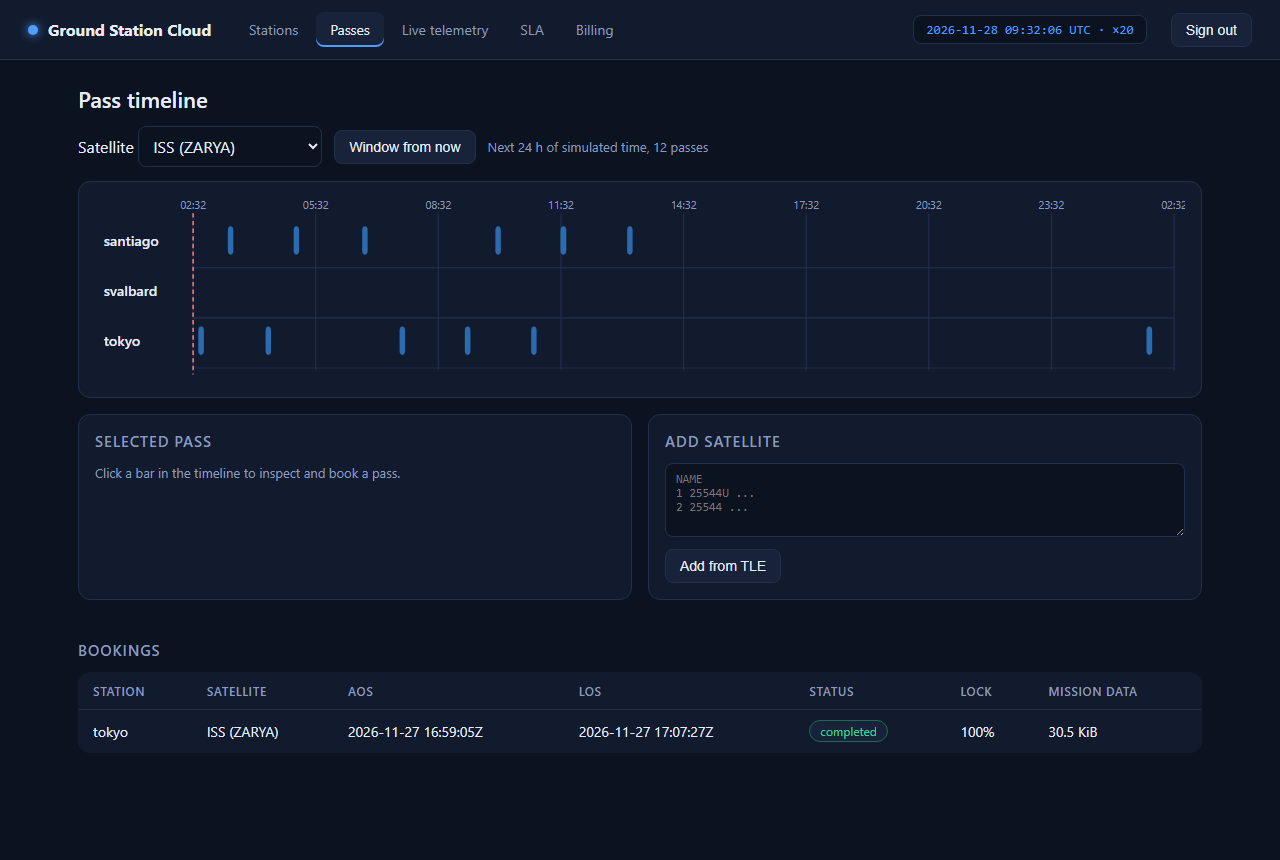 Ground Station Cloud Stations Passes Live telemetry SLA Billing 2026-11-28 09:32:06 UTC · ×20 Sign out
Pass timeline
Satellite ISS (ZARYA) Window from now Next 24 h of simulated time, 12 passes
02:32 05:32 08:32 11:32 14:32 17:32 20:32 23:32 02:32
santiago
svalbard
tokyo
SELECTED PASS
Click a bar in the timeline to inspect and book a pass.
ADD SATELLITE
NAME
1 25544U ...
2 25544 ...
Add from TLE
BOOKINGS
STATION SATELLITE AOS LOS STATUS LOCK MISSION DATA
tokyo ISS (ZARYA) 2026-11-27 16:59:05Z 2026-11-27 17:07:27Z completed 100% 30.5 KiB